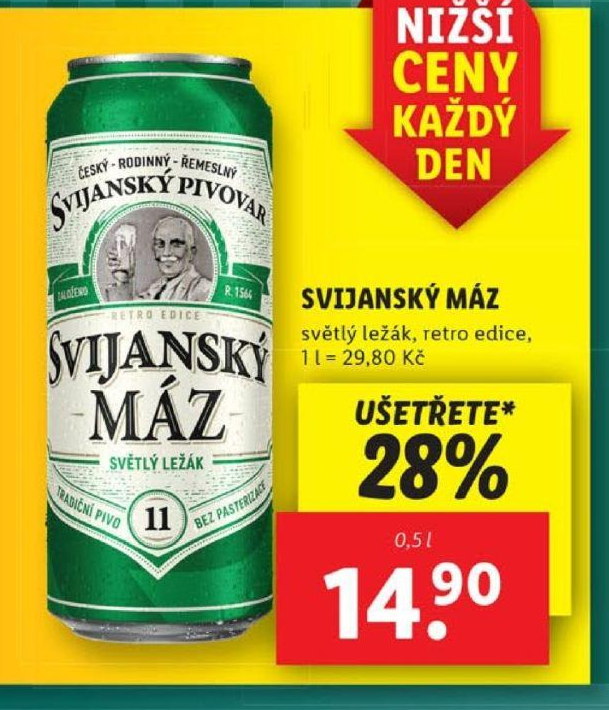 NIŽŠÍ
CENY
KAŽDÝ
DEN
ČESKÝ - RODINNÝ - ŘEMESLNÝ
SVIJANSKÝ PIVOVAR
ZALOŽENO R. 1564
RETRO EDICE
SVIJANSKÝ
MÁZ
SVĚTLÝ LEŽÁK
TRADIČNÍ PIVO 11 BEZ PASTERIZACE
SVIJANSKÝ MÁZ
světlý ležák, retro edice,
1 l = 29,80 Kč
UŠETŘETE*
28%
0,5 l
14.90